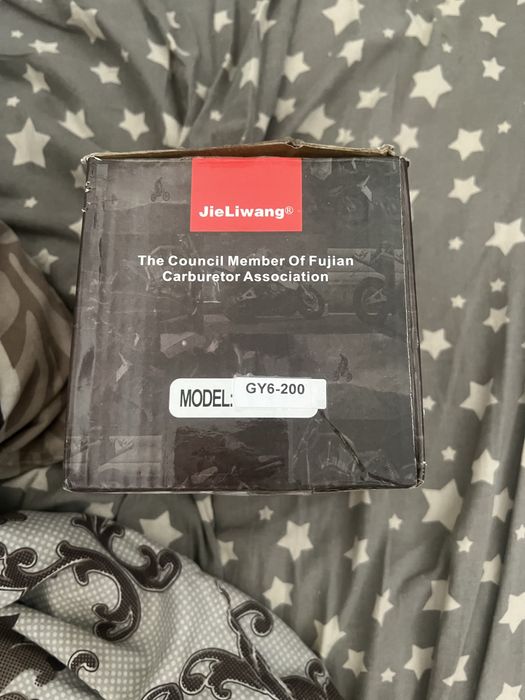 JieLiwang®
The Council Member Of Fujian
Carburetor Association
MODEL: GY6-200